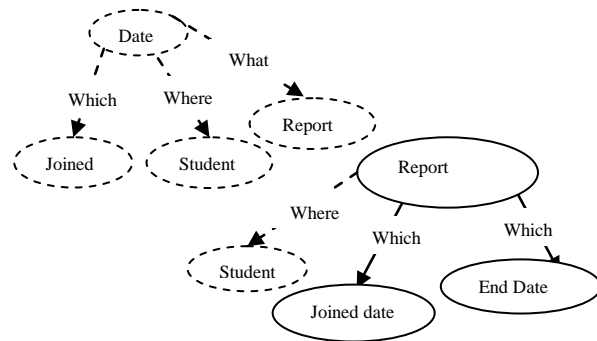 Date
What
Which
Where
Report
Joined
Student
Report
Where
Which
Which
Student
Joined date
End Date